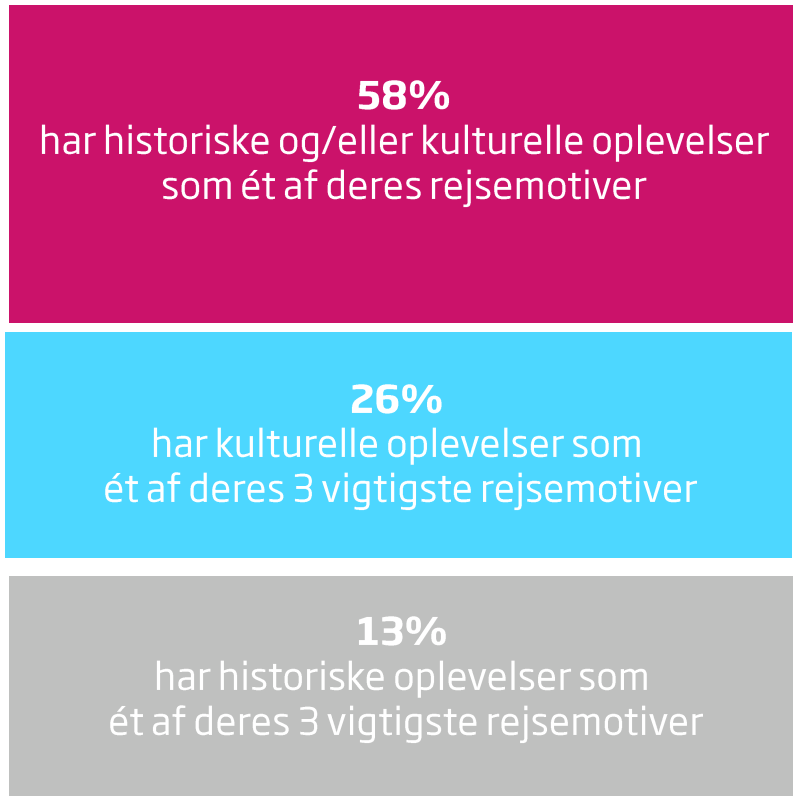 58%
har historiske og/eller kulturelle oplevelser
som ét af deres rejsemotiver
26%
har kulturelle oplevelser som
ét af deres 3 vigtigste rejsemotiver
13%
har historiske oplevelser som
ét af deres 3 vigtigste rejsemotiver